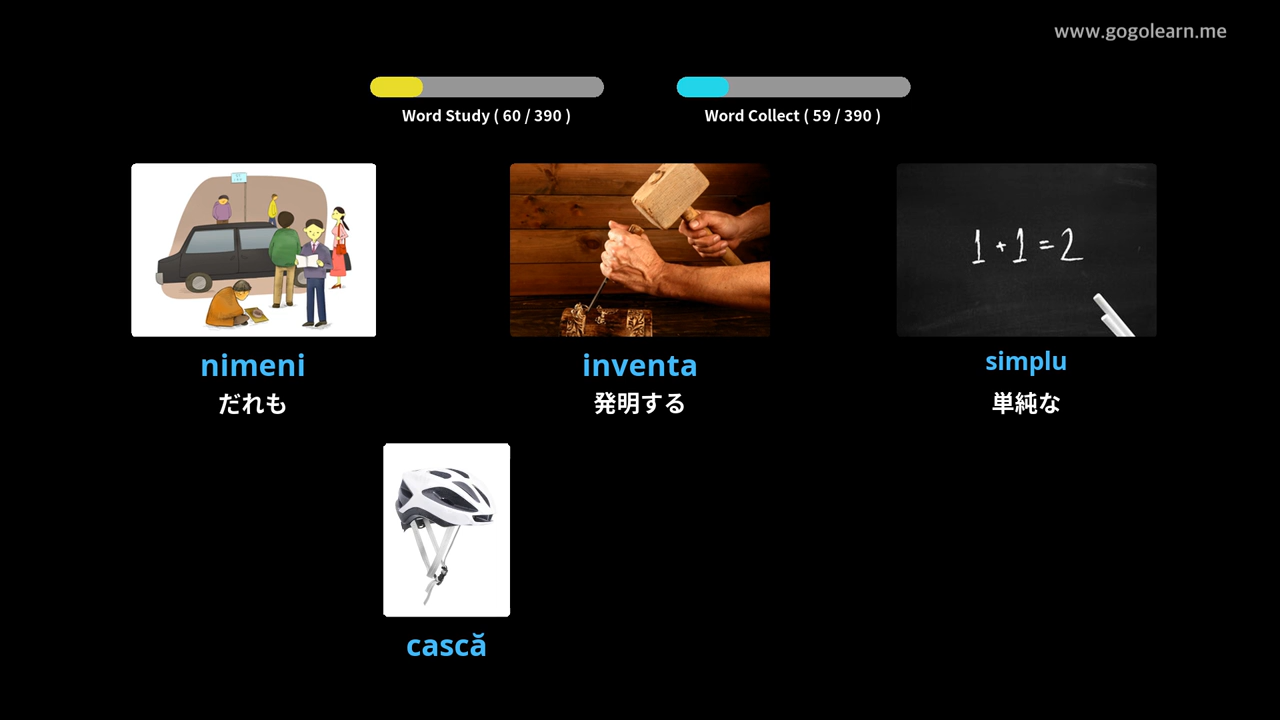 www.gogolearn.me
Word Study ( 60 / 390 )
Word Collect ( 59 / 390 )
1 + 1 = 2
nimeni
inventa
simplu
だれも
発明する
単純な
cască